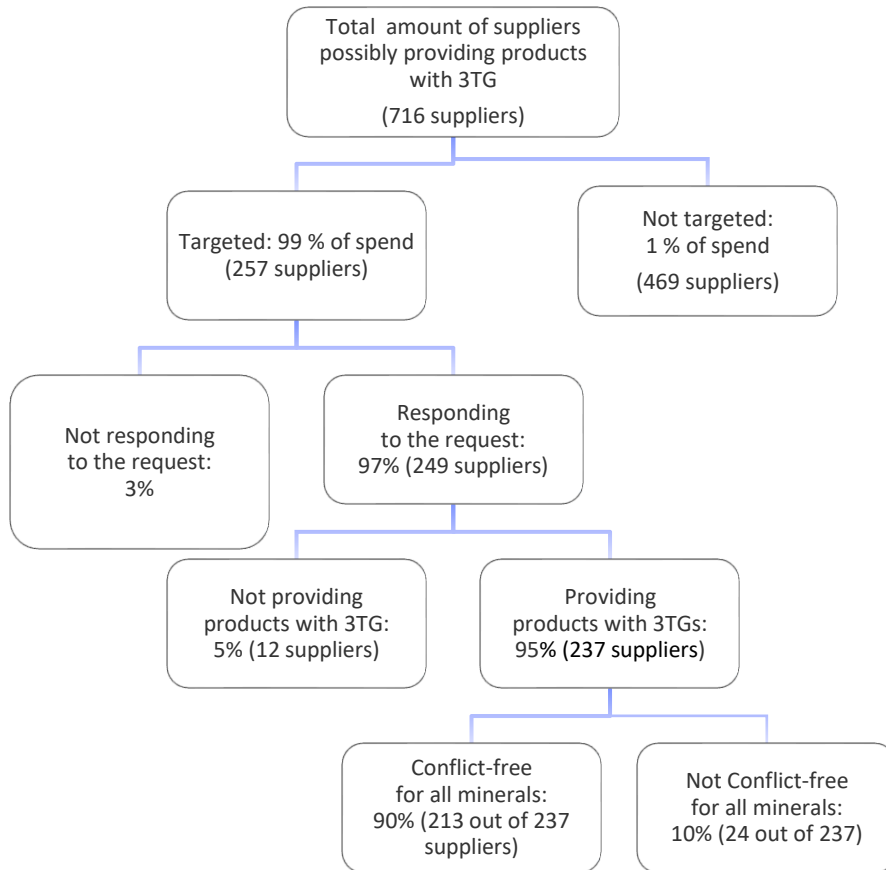 Total amount of suppliers
possibly providing products
with 3TG
(716 suppliers)
Targeted: 99 % of spend
(257 suppliers)
Not targeted:
1 % of spend
(469 suppliers)
Not responding
to the request:
3%
Responding
to the request:
97% (249 suppliers)
Not providing
products with 3TG:
5% (12 suppliers)
Providing
products with 3TGs:
95% (237 suppliers)
Conflict-free
for all minerals:
90% (213 out of 237
suppliers)
Not Conflict-free
for all minerals:
10% (24 out of 237)